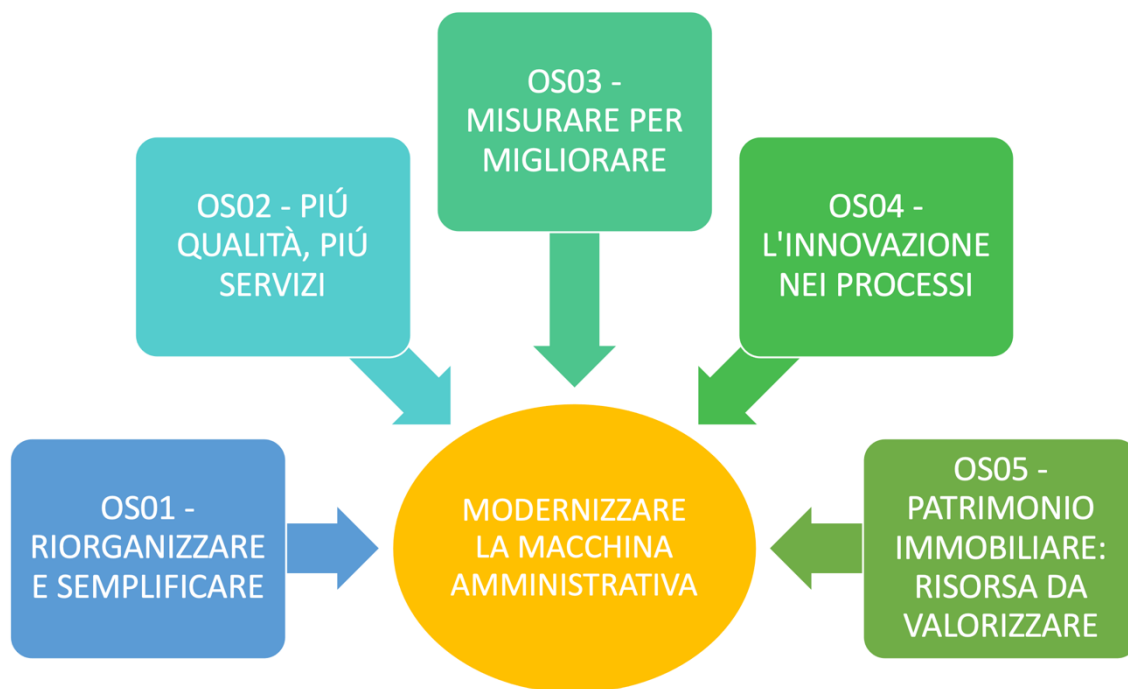 OS01 -
RIORGANIZZARE
E SEMPLIFICARE
OS02 - PIÚ
QUALITÀ, PIÚ
SERVIZI
OS03 -
MISURARE PER
MIGLIORARE
OS04 -
L'INNOVAZIONE
NEI PROCESSI
OS05 -
PATRIMONIO
IMMOBILIARE:
RISORSA DA
VALORIZZARE
MODERNIZZARE
LA MACCHINA
AMMINISTRATIVA